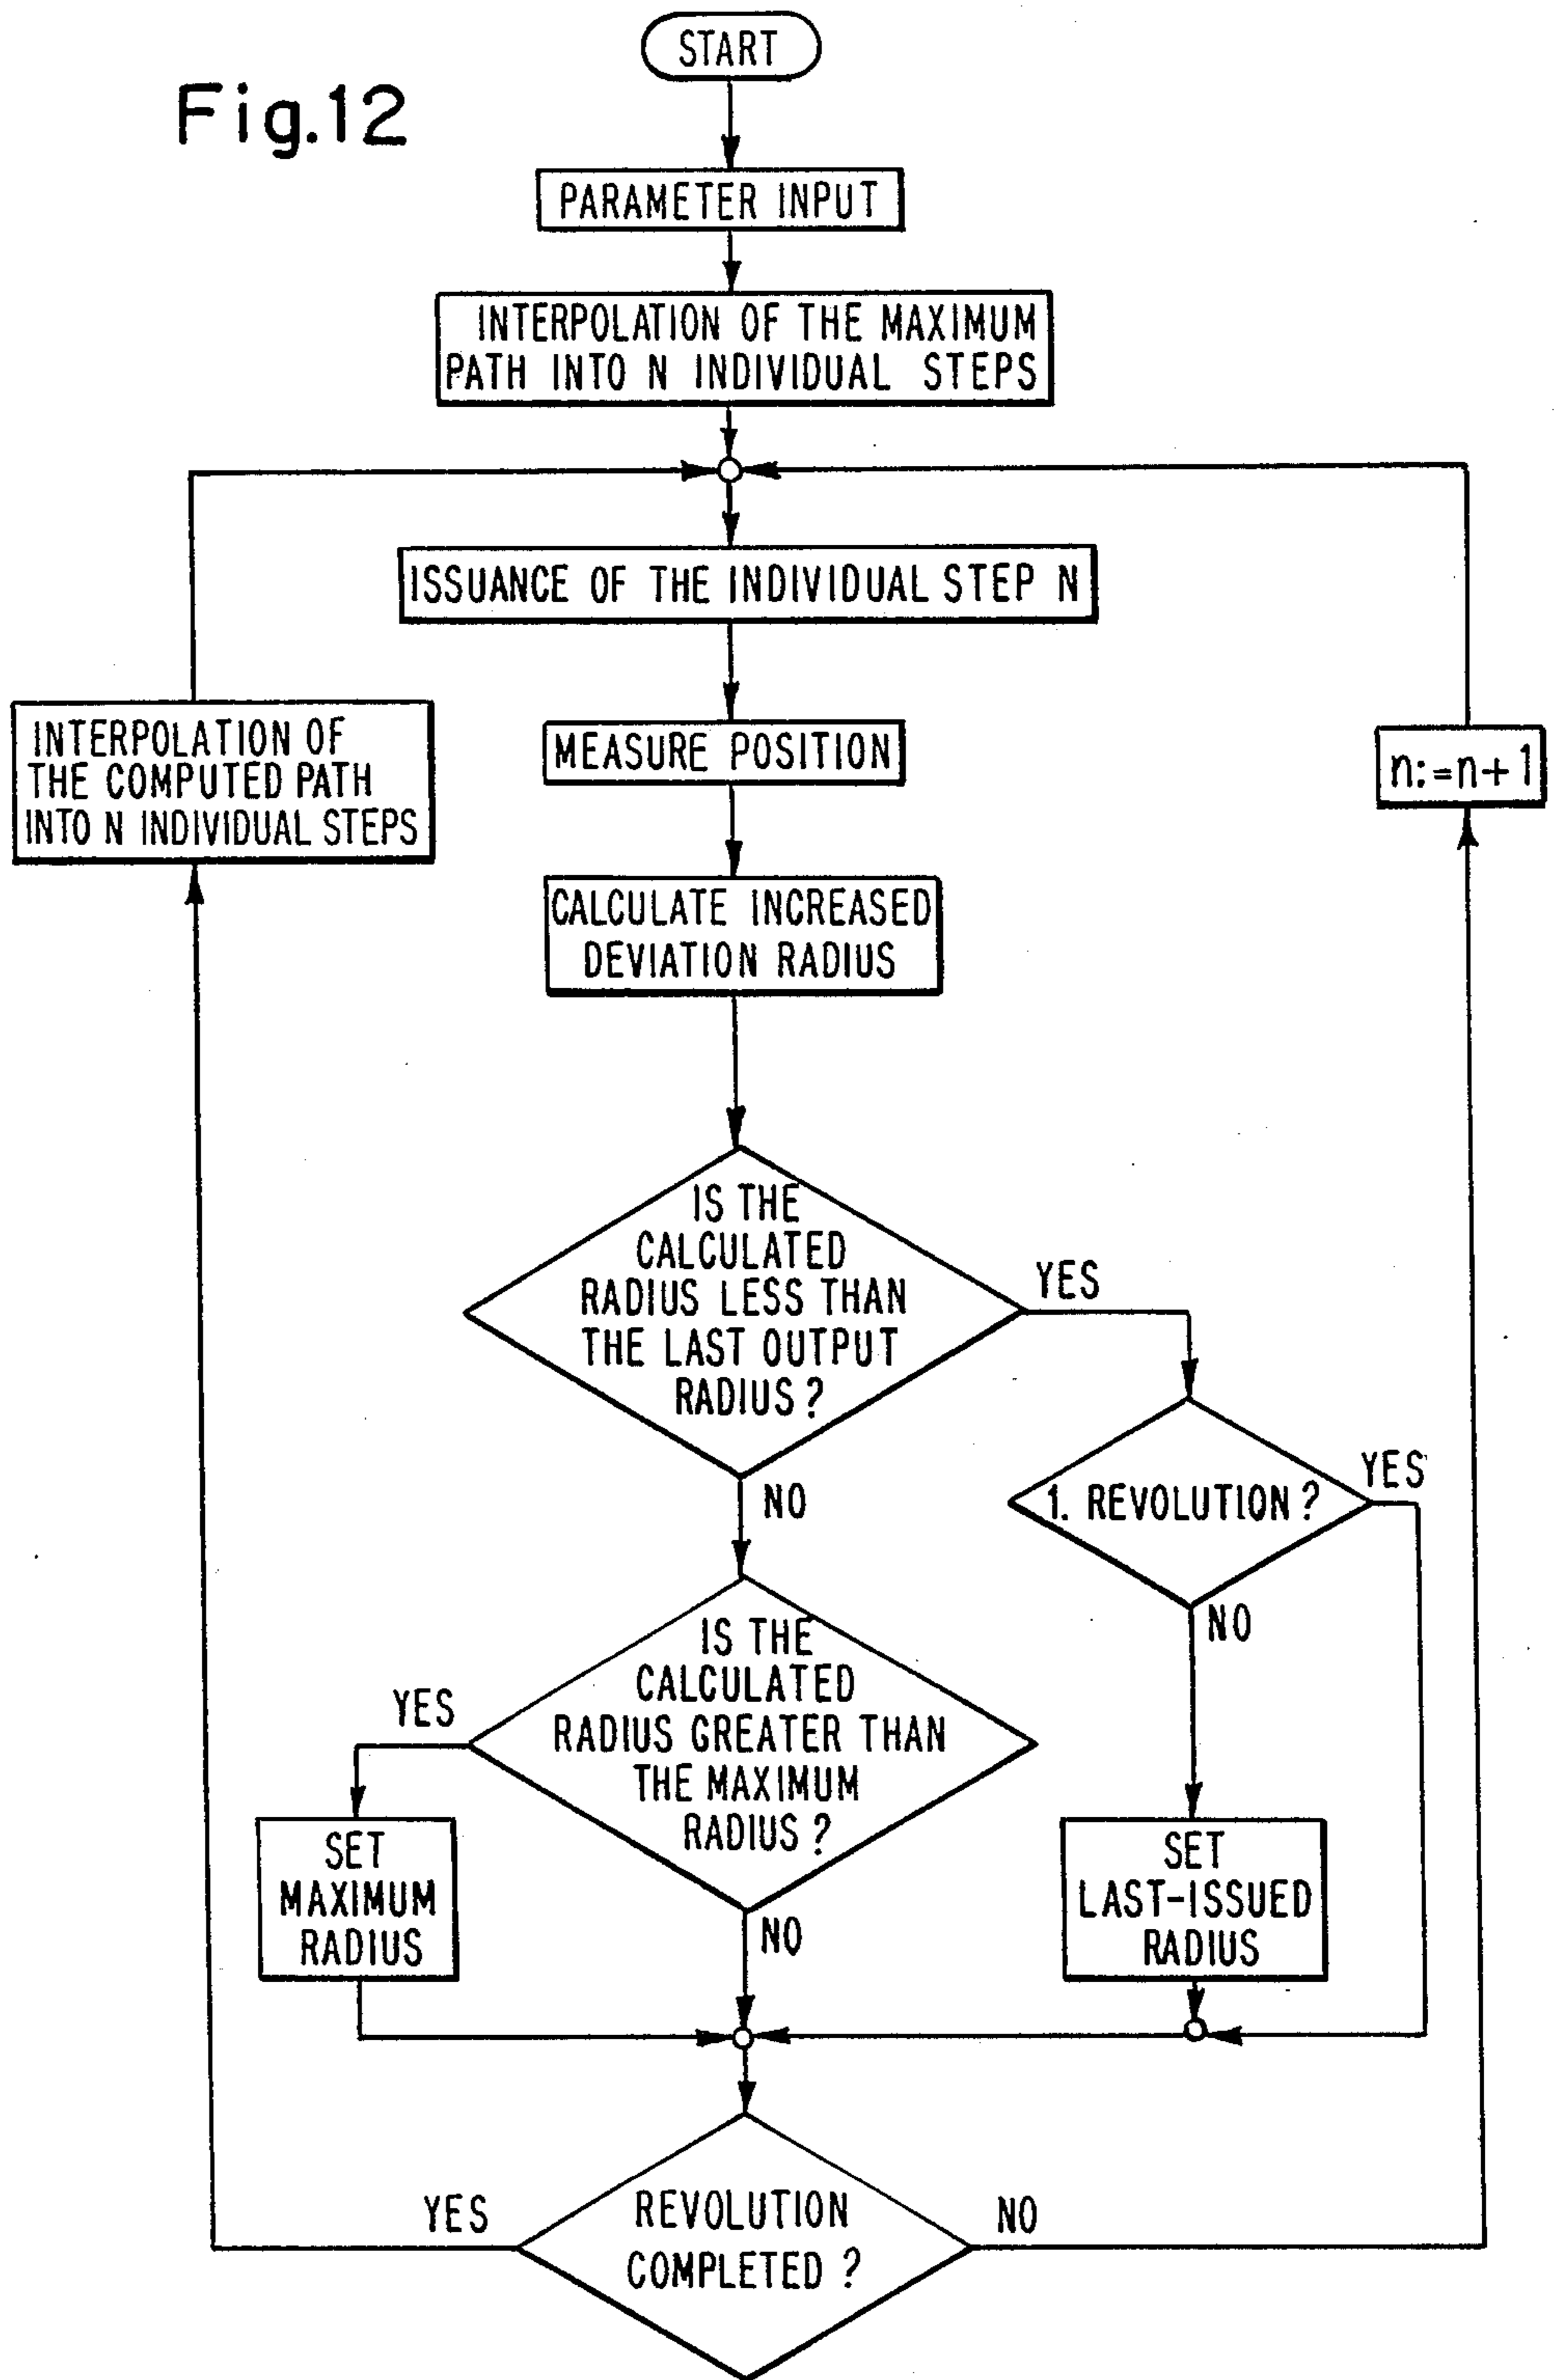 START
Fig.12
PARAMETER INPUT
INTERPOLATION OF THE MAXIMUM
PATH INTO N INDIVIDUAL STEPS
ISSUANCE OF THE INDIVIDUAL STEP N
INTERPOLATION OF
THE COMPUTED PATH
INTO N INDIVIDUAL STEPS
MEASURE POSITION
n:=n+1
CALCULATE INCREASED
DEVIATION RADIUS
IS THE
CALCULATED
RADIUS LESS THAN
THE LAST OUTPUT
RADIUS?
YES
NO
1. REVOLUTION?
YES
NO
IS THE
CALCULATED
RADIUS GREATER THAN
THE MAXIMUM
RADIUS?
YES
NO
SET
MAXIMUM
RADIUS
SET
LAST-ISSUED
RADIUS
REVOLUTION
COMPLETED?
YES
NO